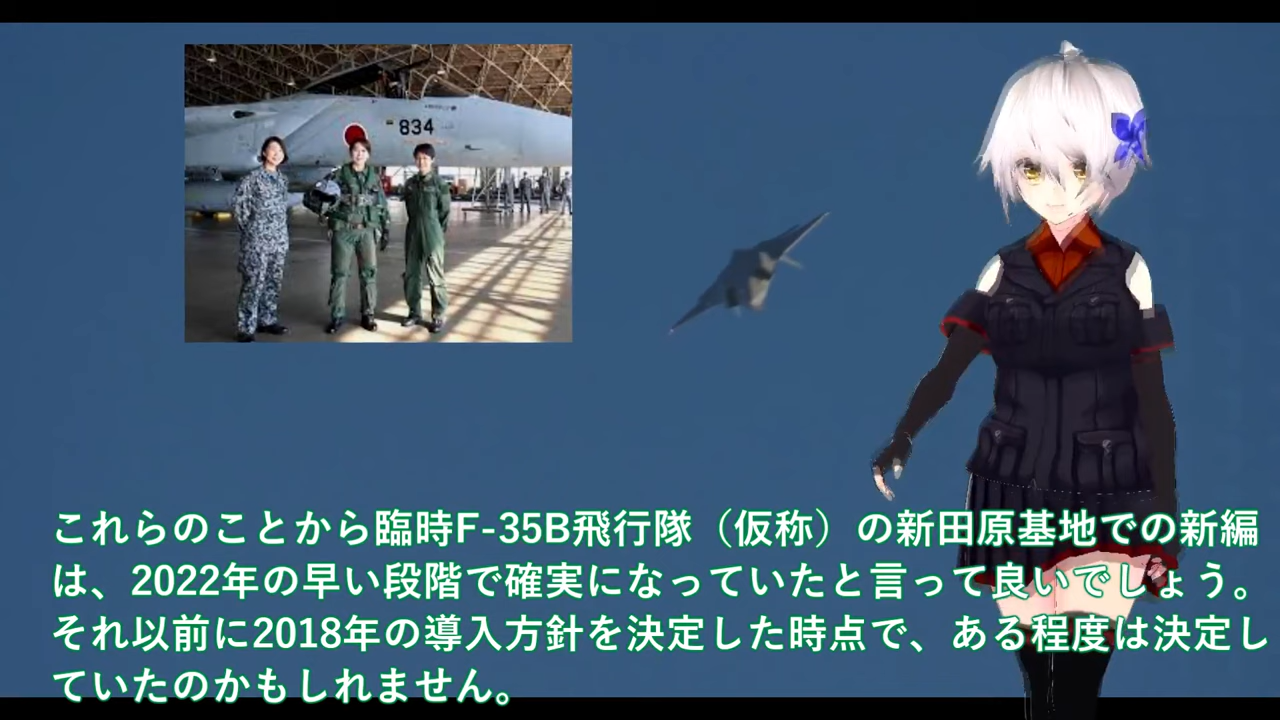 834
これらのことから臨時F-35B飛行隊（仮称）の新田原基地での新編
は、2022年の早い段階で確実になっていたと言って良いでしょう。
それ以前に2018年の導入方針を決定した時点で、ある程度は決定し
ていたのかもしれません。